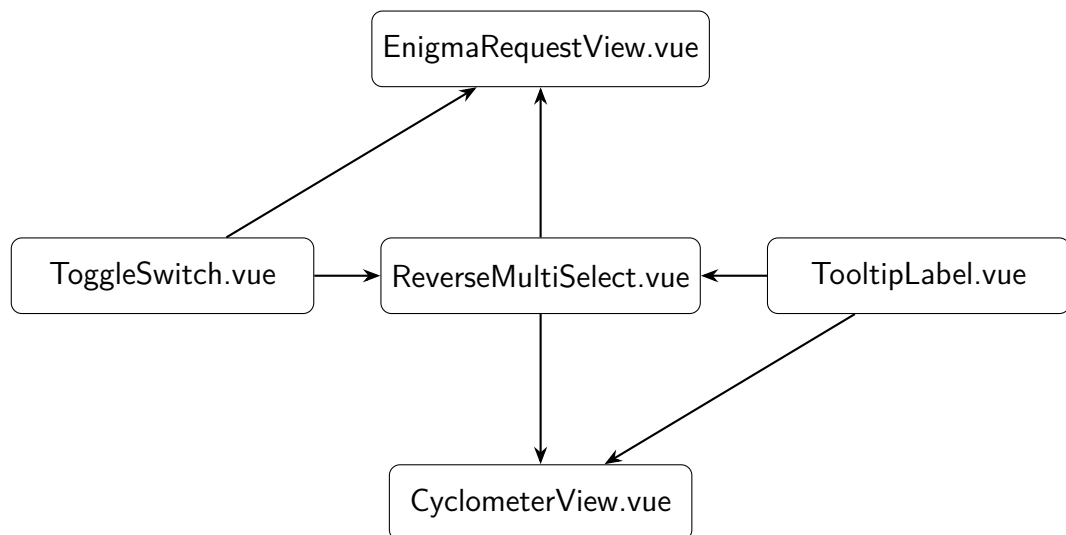 EnigmaRequestView.vue
ToggleSwitch.vue
ReverseMultiSelect.vue
TooltipLabel.vue
CyclometerView.vue